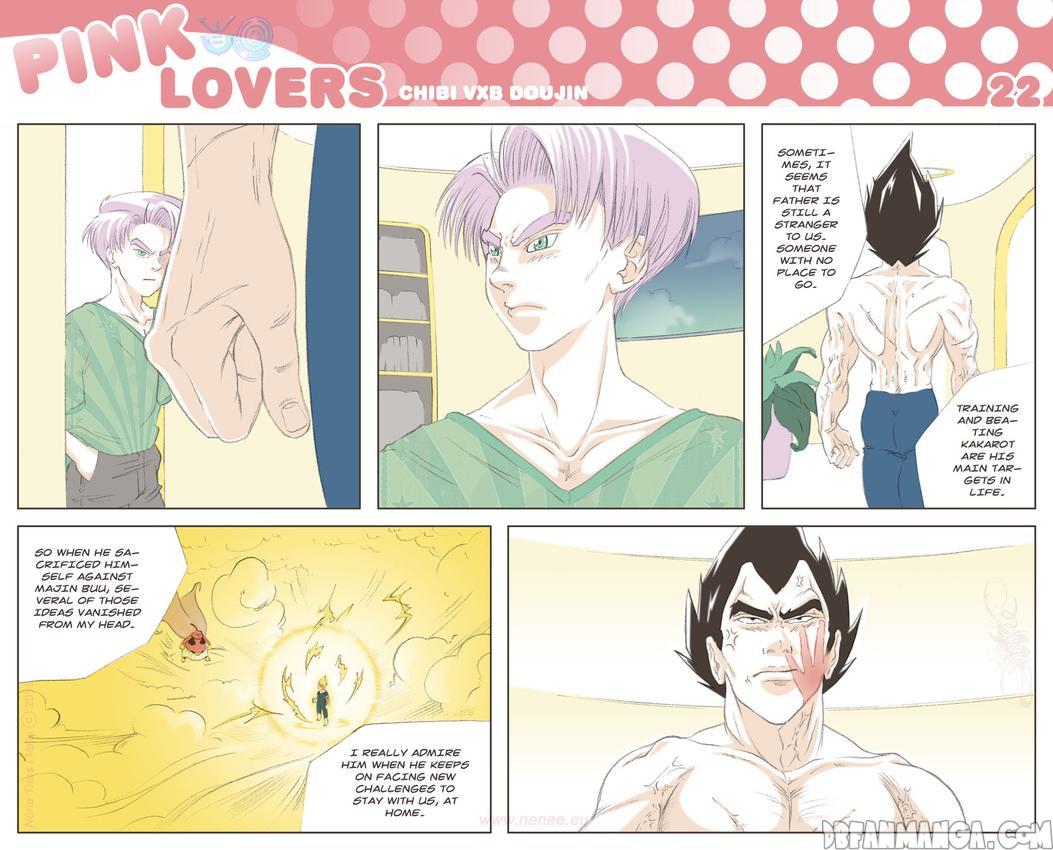 PINK
LOVERS
CHIBI VXB DOUJIN
22
SOMETI-
MES, IT
SEEMS
THAT
FATHER IS
STILL A
STRANGER
TO US.
SOMEONE
WITH NO
PLACE TO
GO.
TRAINING
AND BEA-
TING
KAKAROT
ARE HIS
MAIN TAR-
GETS IN
LIFE.
SO WHEN HE SA-
CRIFICED HIM-
SELF AGAINST
MAJIN BUU, SE-
VERAL OF THOSE
IDEAS VANISHED
FROM MY HEAD.
I REALLY ADMIRE
HIM WHEN HE KEEPS
ON FACING NEW
CHALLENGES TO
STAY WITH US, AT
HOME.
www.nenee.eu
DBFANMANGA.COM